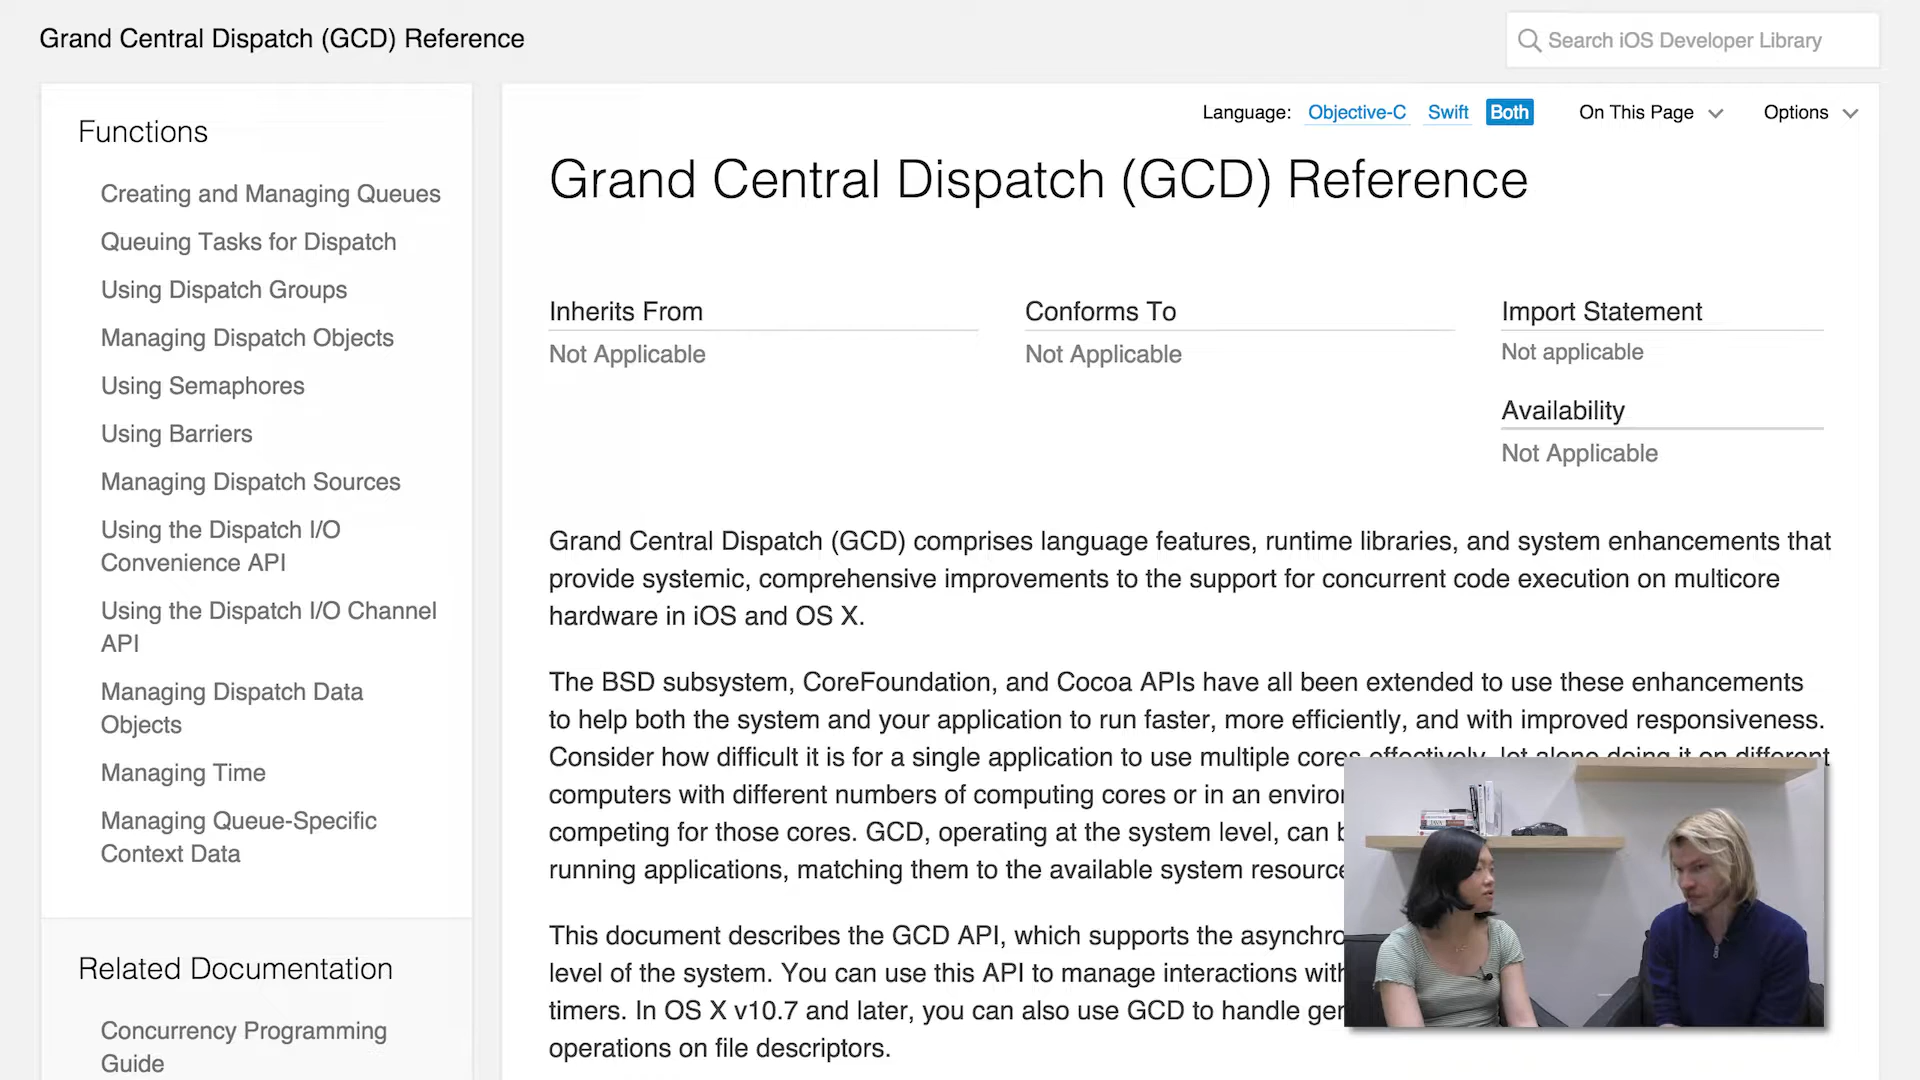 Grand Central Dispatch (GCD) Reference
Search iOS Developer Library
Functions
Creating and Managing Queues
Queuing Tasks for Dispatch
Using Dispatch Groups
Managing Dispatch Objects
Using Semaphores
Using Barriers
Managing Dispatch Sources
Using the Dispatch I/O
Convenience API
Using the Dispatch I/O Channel
API
Managing Dispatch Data
Objects
Managing Time
Managing Queue-Specific
Context Data
Related Documentation
Concurrency Programming
Guide
Language: Objective-C Swift Both On This Page Options
Grand Central Dispatch (GCD) Reference
Inherits From
Not Applicable
Conforms To
Not Applicable
Import Statement
Not applicable
Availability
Not Applicable
Grand Central Dispatch (GCD) comprises language features, runtime libraries, and system enhancements that
provide systemic, comprehensive improvements to the support for concurrent code execution on multicore
hardware in iOS and OS X.
The BSD subsystem, CoreFoundation, and Cocoa APIs have all been extended to use these enhancements
to help both the system and your application to run faster, more efficiently, and with improved responsiveness.
Consider how difficult it is for a single application to use multiple cores effectively, let alone doing it on different
computers with different numbers of computing cores or in an
competing for those cores. GCD, operating at the system level, can
running applications, matching them to the available system
This document describes the GCD API, which supports the
level of the system. You can use this API to manage interactions
timers. In OS X v10.7 and later, you can also use GCD to handle
operations on file descriptors.